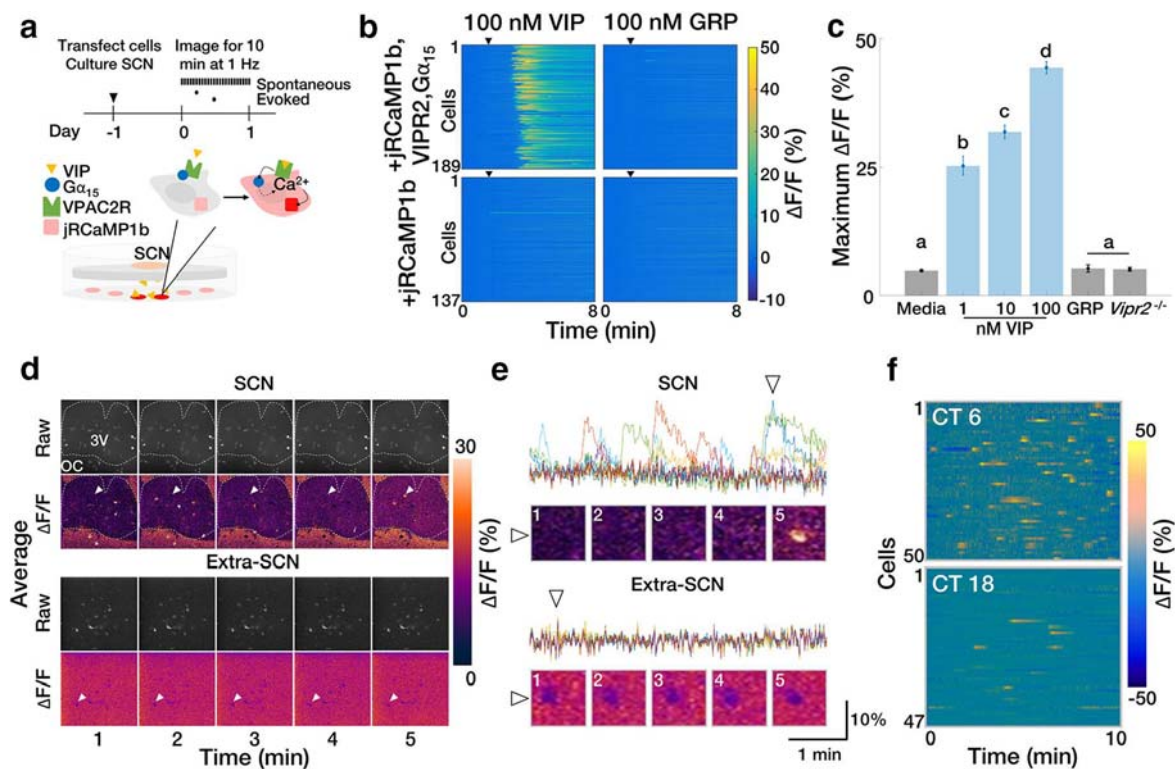 a
Transfect cells
Culture SCN
Image for 10
min at 1 Hz
Spontaneous
Evoked
Day
-1
0
1
VIP
Gα15
VPAC2R
jRCaMP1b
Ca2+
SCN
b
100 nM VIP
100 nM GRP
+jRCaMP1b,
VIPR2,Gα15
Cells
1
189
+jRCaMP1b
Cells
1
137
0
8
0
8
Time (min)
50
40
30
20
10
0
-10
ΔF/F (%)
c
Maximum ΔF/F (%)
50
25
0
a
b
c
d
a
Media
1
10
100
GRP
Vipr2-/-
nM VIP
d
SCN
Raw
3V
OC
ΔF/F
Average
Extra-SCN
Raw
ΔF/F
1
2
3
4
5
Time (min)
30
0
ΔF/F (%)
e
SCN
1
2
3
4
5
Extra-SCN
1
2
3
4
5
10%
1 min
f
1
CT 6
50
Cells
1
CT 18
47
0
10
Time (min)
50
-50
ΔF/F (%)